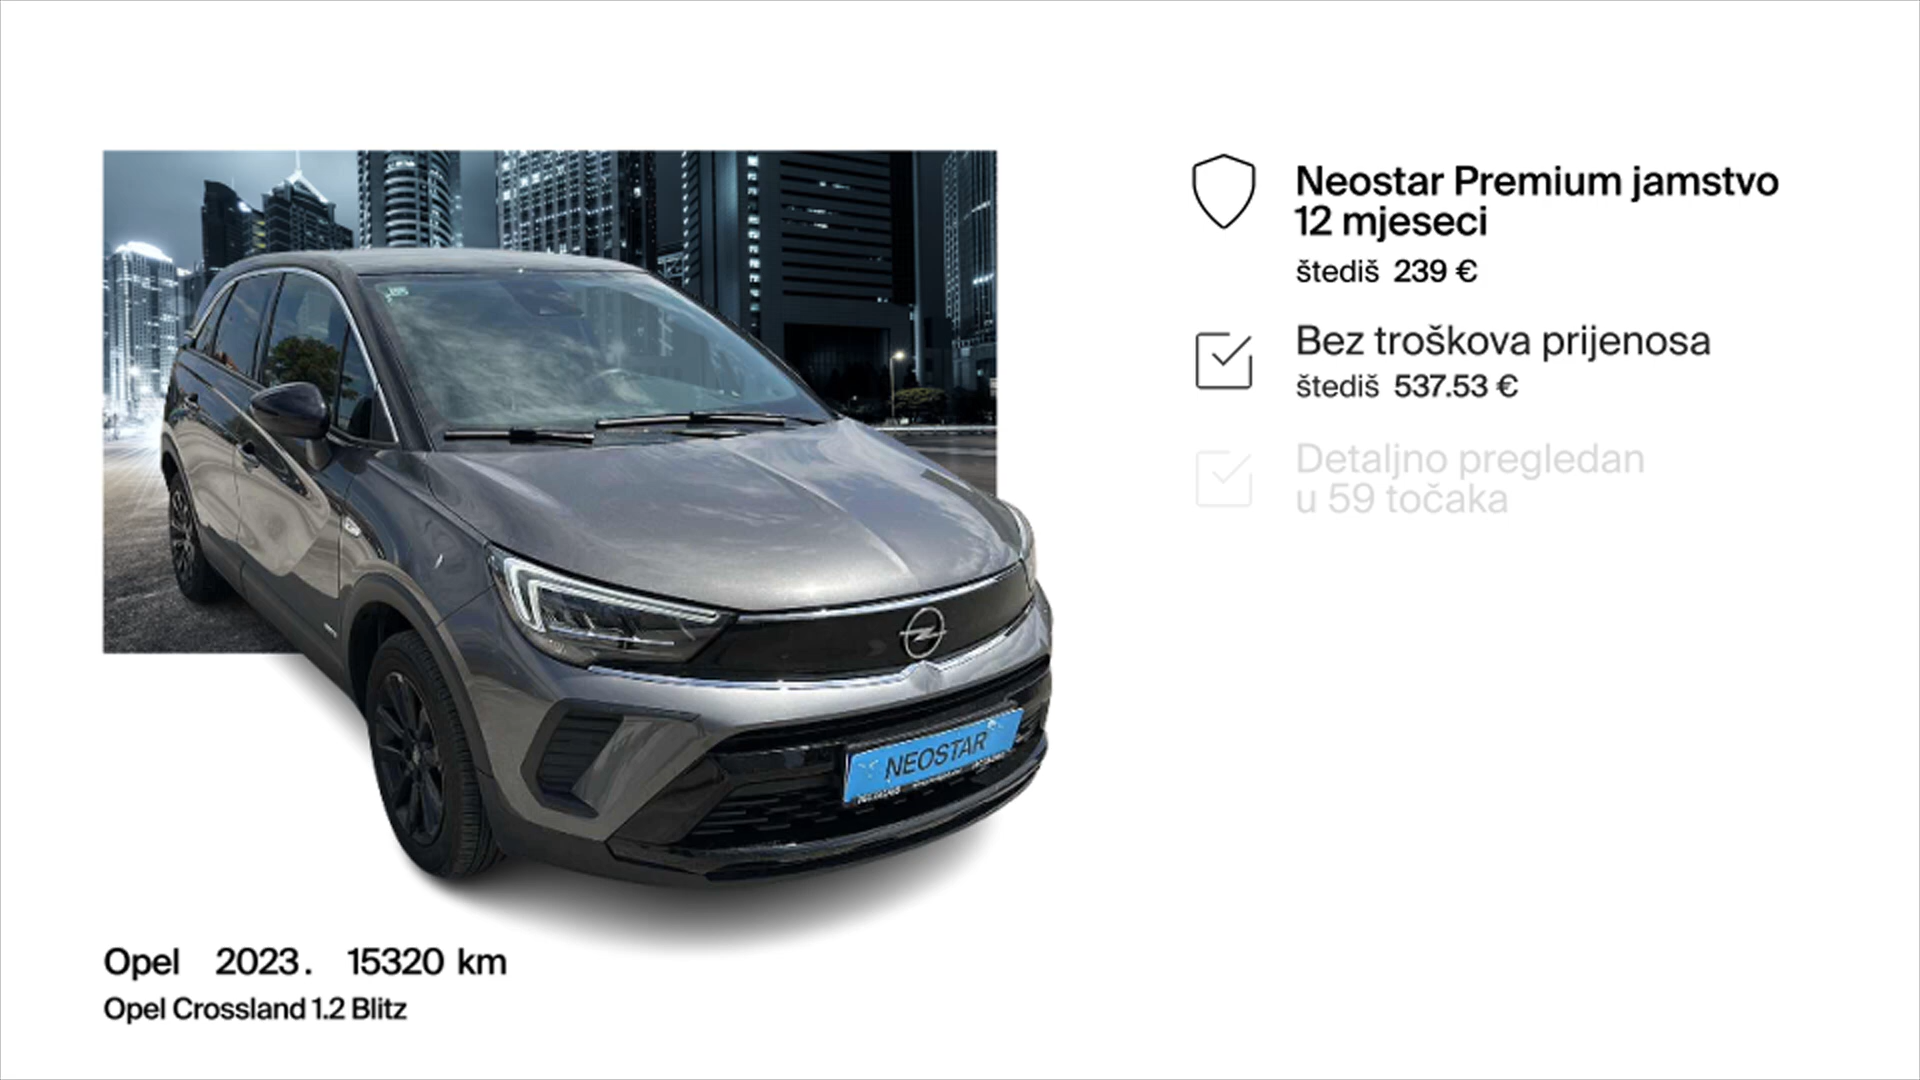 Neostar Premium jamstvo
12 mjeseci
štediš 239 €
Bez troškova prijenosa
štediš 537.53 €
Detaljno pregledan
u 59 točaka
NEOSTAR
Opel 2023. 15320 km
Opel Crossland 1.2 Blitz